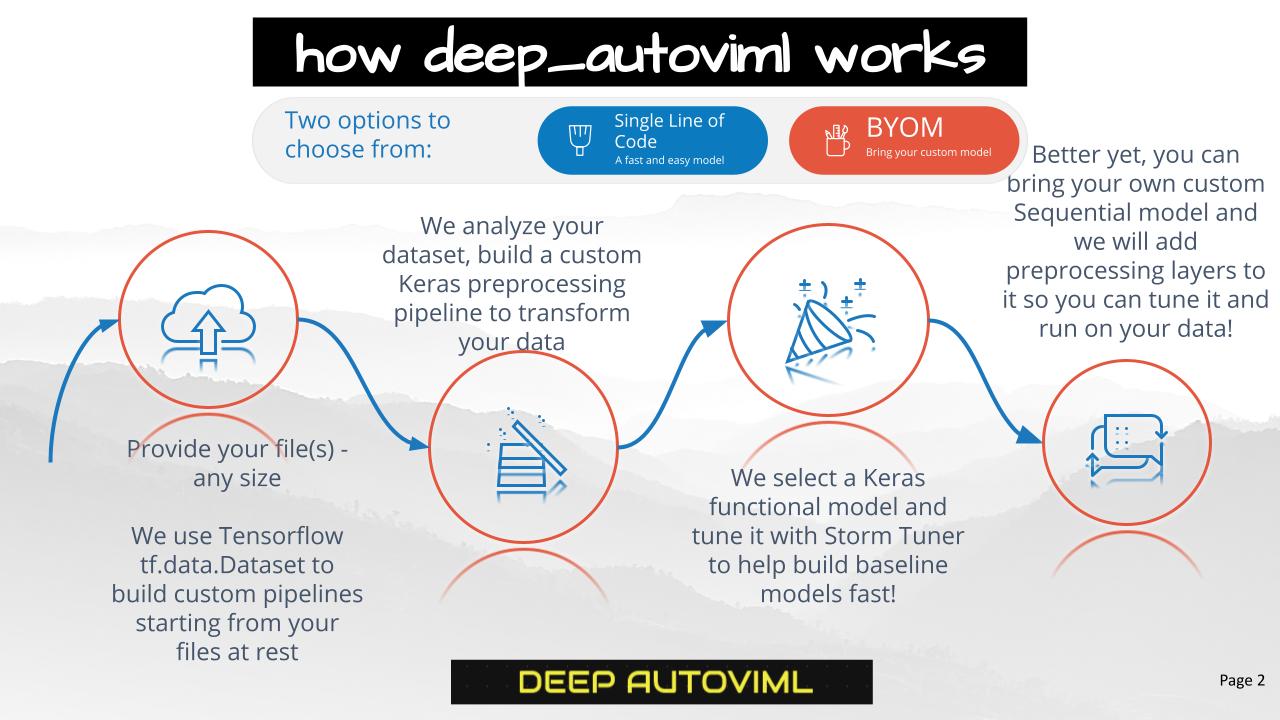 how deep_autoviml works
Two options to
choose from:
Single Line of
Code
A fast and easy model
BYOM
Bring your custom model
Provide your file(s) -
any size
We use Tensorflow
tf.data.Dataset to
build custom pipelines
starting from your
files at rest
We analyze your
dataset, build a custom
Keras preprocessing
pipeline to transform
your data
We select a Keras
functional model and
tune it with Storm Tuner
to help build baseline
models fast!
Better yet, you can
bring your own custom
Sequential model and
we will add
preprocessing layers to
it so you can tune it and
run on your data!
DEEP AUTOVIML
Page 2